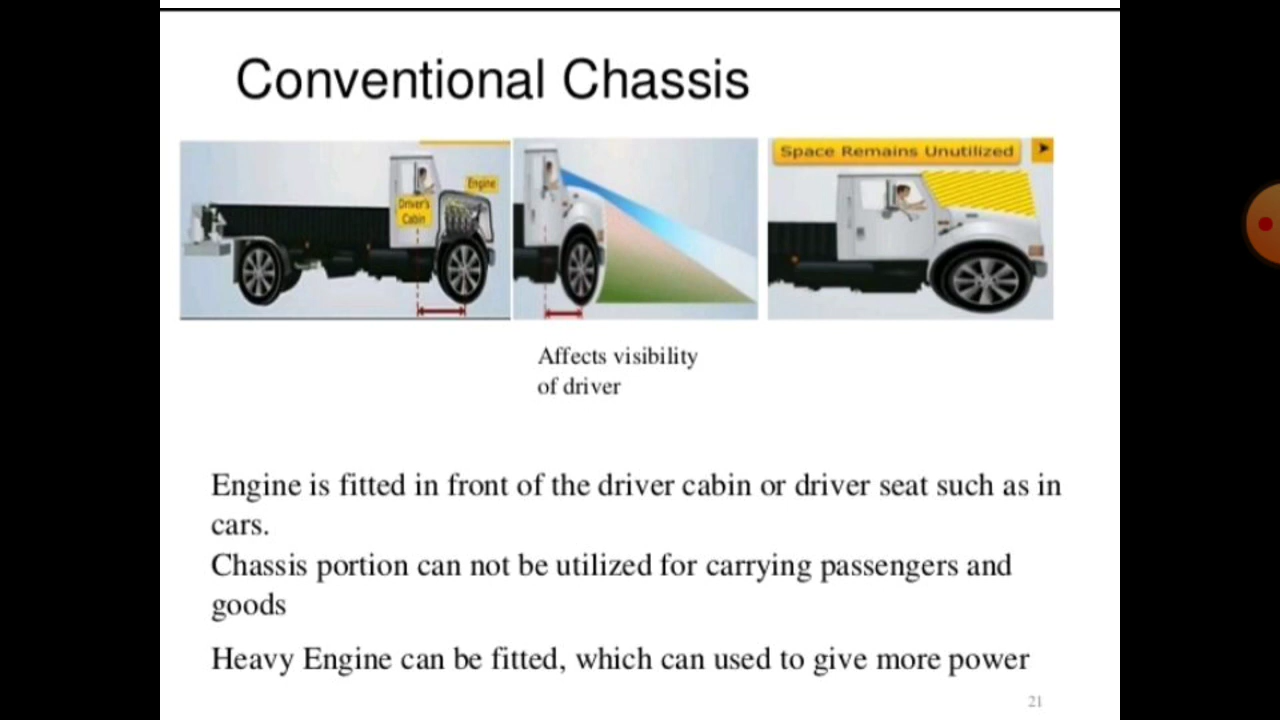 Conventional Chassis
Engine
Driver's
Cabin
Space Remains Unutilized
Affects visibility
of driver
Engine is fitted in front of the driver cabin or driver seat such as in
cars.
Chassis portion can not be utilized for carrying passengers and
goods
Heavy Engine can be fitted, which can used to give more power
21